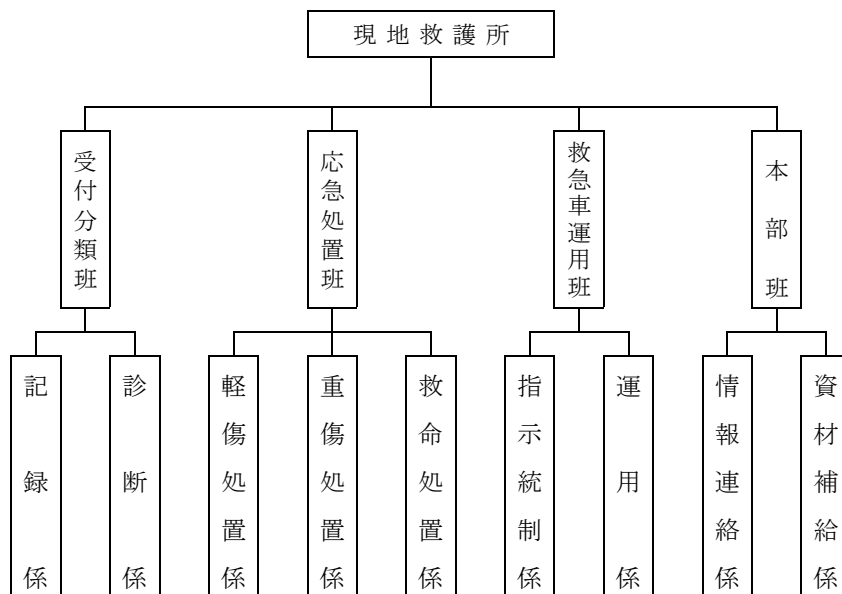 現地救護所
受付分類班
応急処置班
救急車運用班
本部班
記録係
診断係
軽傷処置係
重傷処置係
救命処置係
指示統制係
運用係
情報連絡係
資材補給係